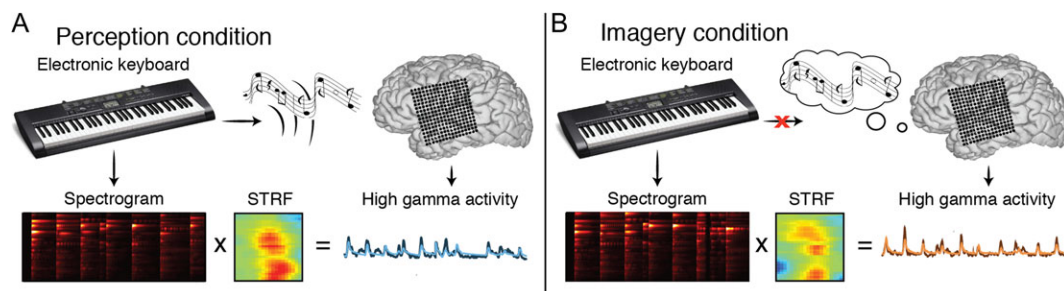 A
Perception condition
Electronic keyboard
Spectrogram
STRF
High gamma activity
x
=
B
Imagery condition
Electronic keyboard
Spectrogram
STRF
High gamma activity
x
=